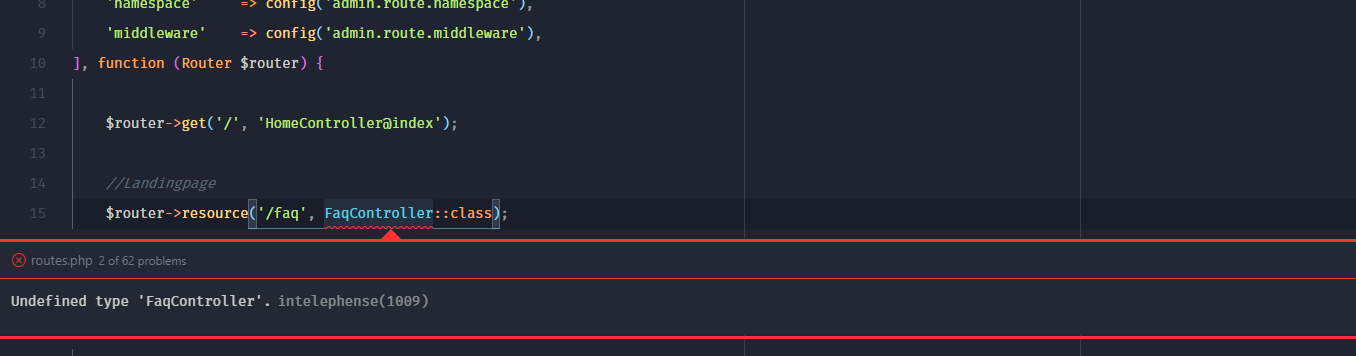 8 'namespace' => config('admin.route.namespace'),
9 'middleware' => config('admin.route.middleware'),
10 ], function (Router $router) {
11
12 $router->get('/', 'HomeController@index');
13
14 //Landingpage
15 $router->resource('/faq', FaqController::class);
routes.php 2 of 62 problems
Undefined type 'FaqController'. intelephense(1009)